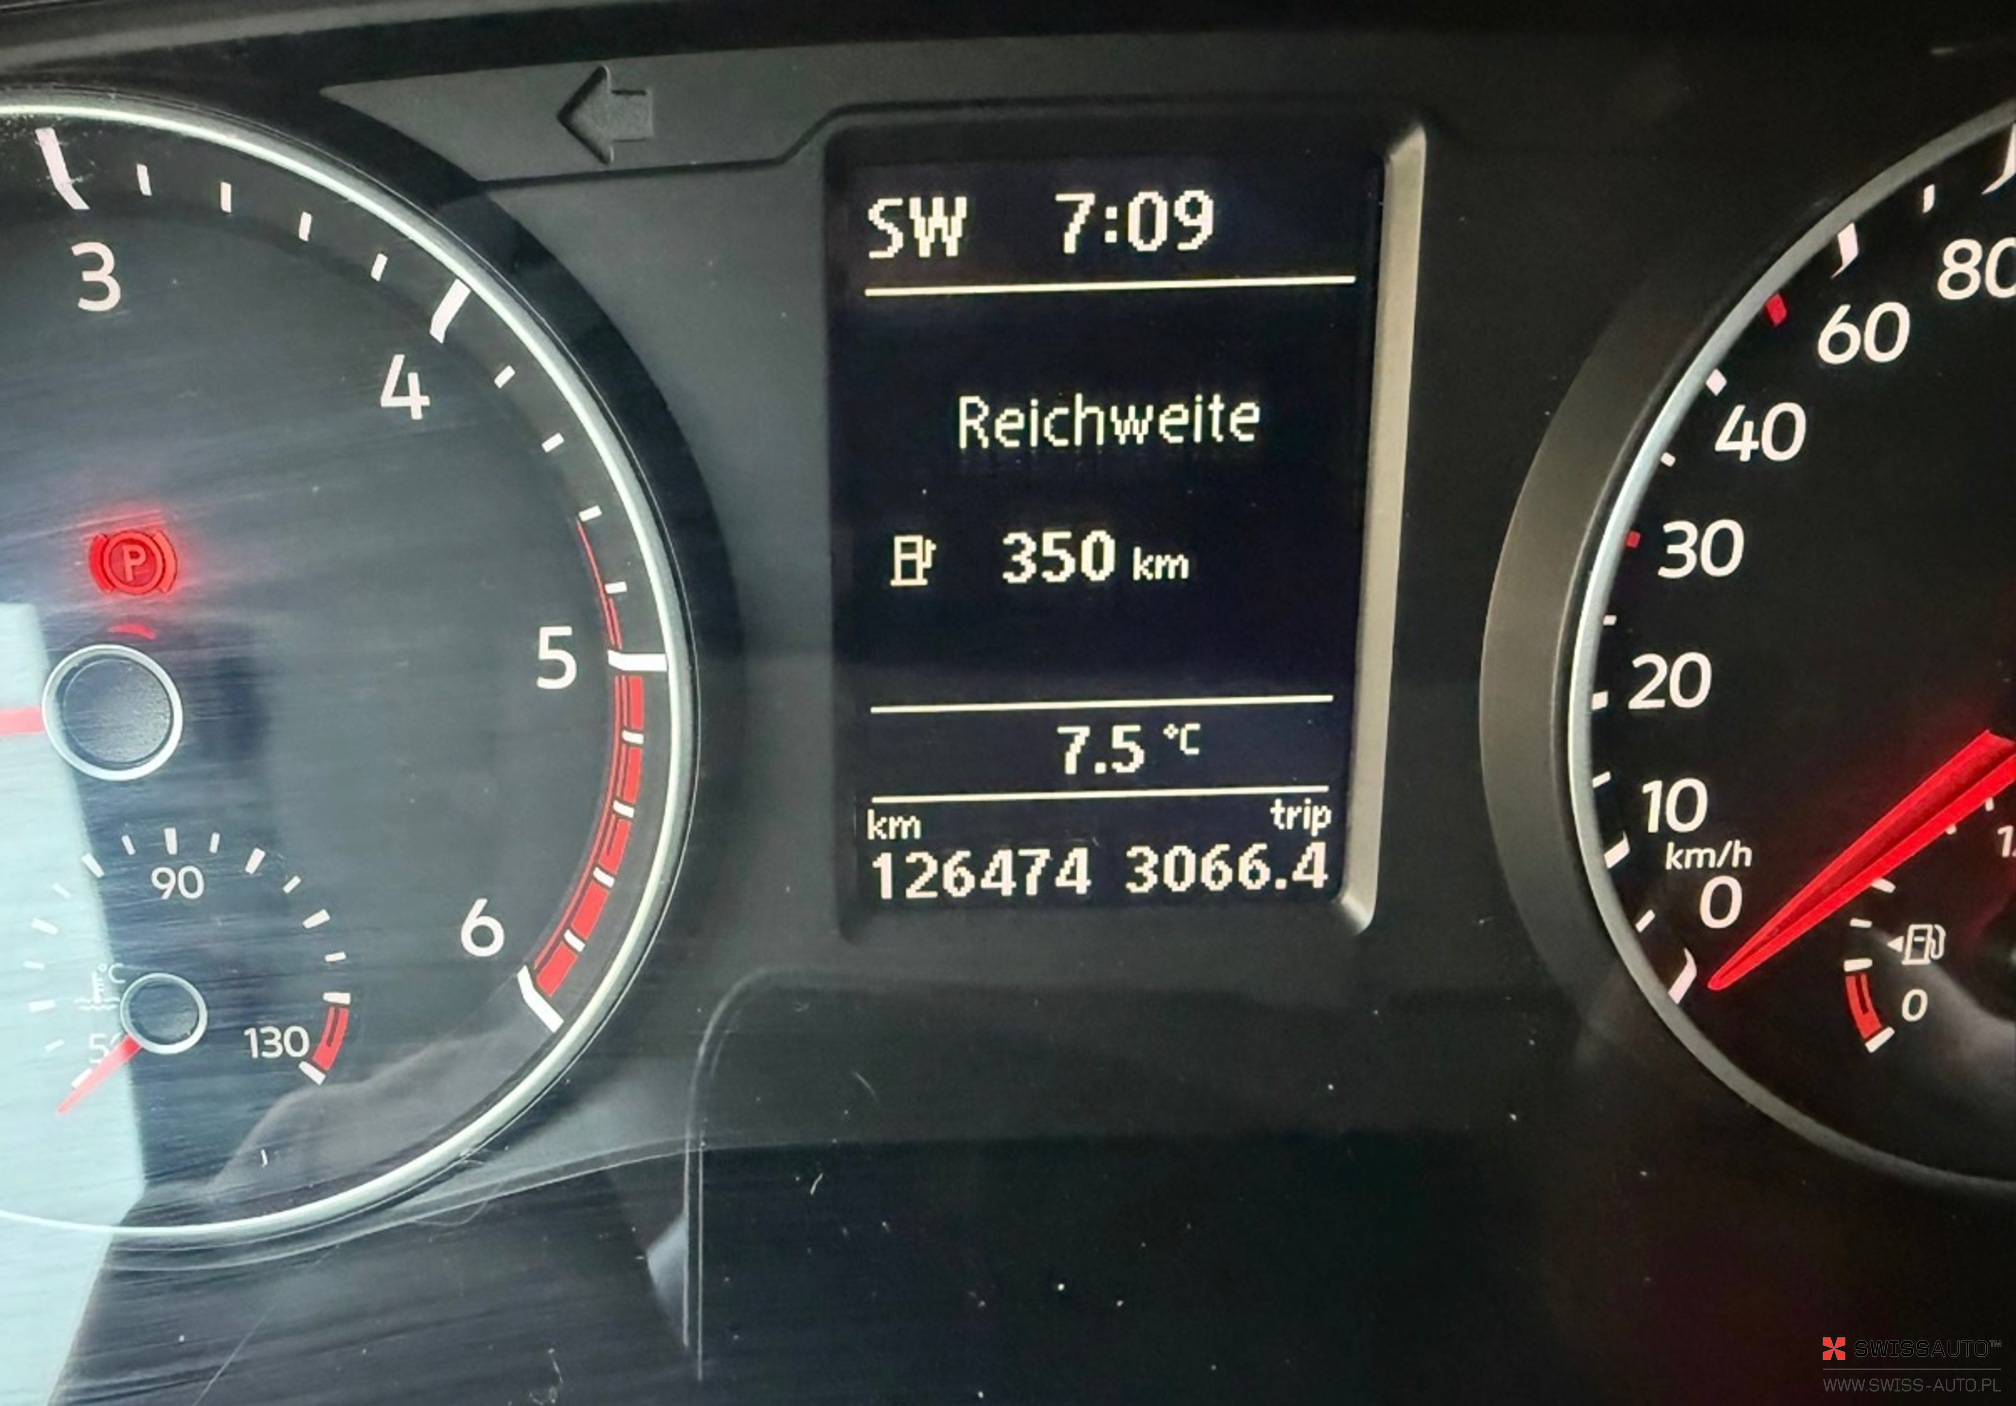 SW 7:09
Reichweite
350 km
7.5 °C
km trip
126474 3066.4
3
4
5
6
P
90
°C
130
80
60
40
30
20
10
km/h
0
0
SWISSAUTO™
WWW.SWISS-AUTO.PL